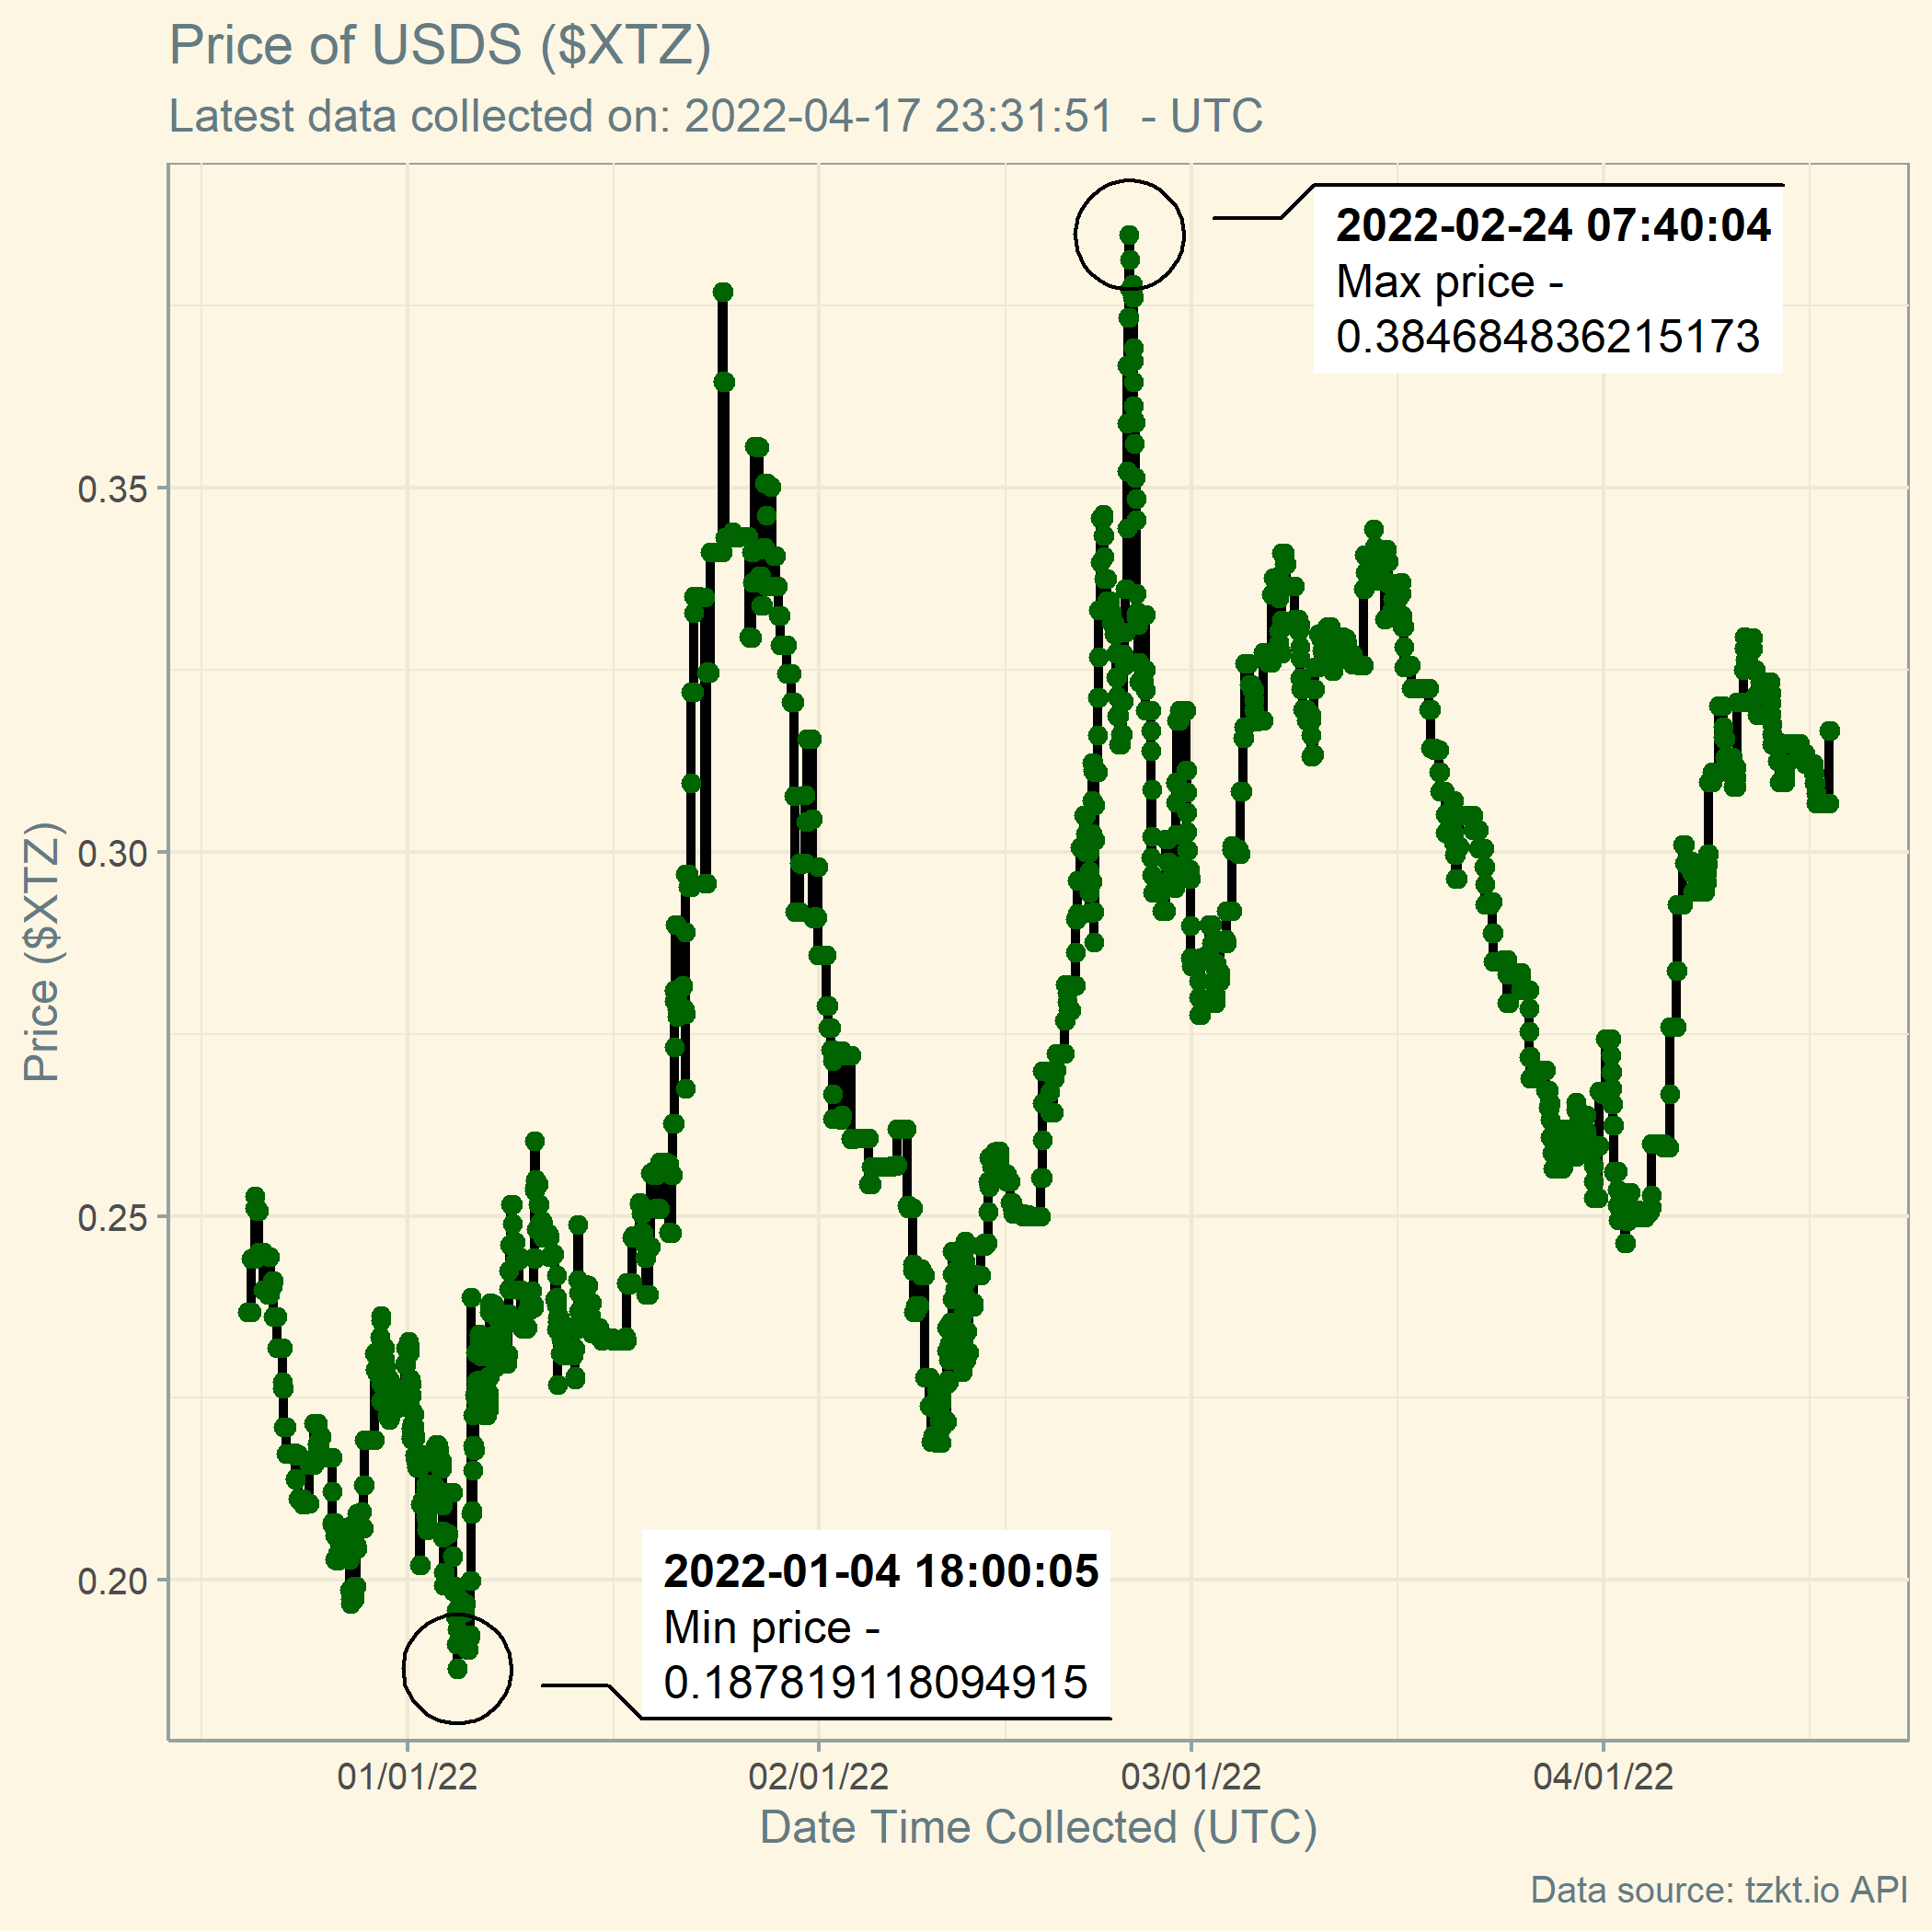 Price of USDS ($XTZ)
Latest data collected on: 2022-04-17 23:31:51  - UTC
2022-02-24 07:40:04
Max price -
0.384684836215173
0.35
0.30
0.25
0.20
Price ($XTZ)
2022-01-04 18:00:05
Min price -
0.187819118094915
01/01/22
02/01/22
03/01/22
04/01/22
Date Time Collected (UTC)
Data source: tzkt.io API